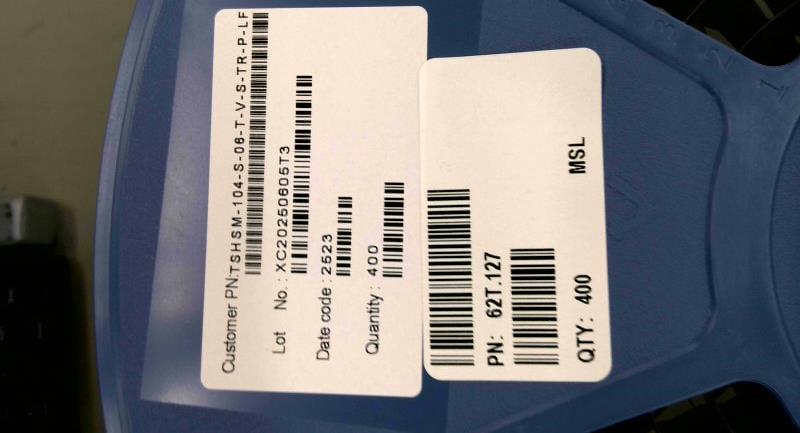 Customer PN:TSHSM-104-S-06-T-V-S-TR-P-LF
Lot No.: XC20250605T3
Date code: 2523
Quantity: 400
PN: 62T.127
QTY: 400 MSL